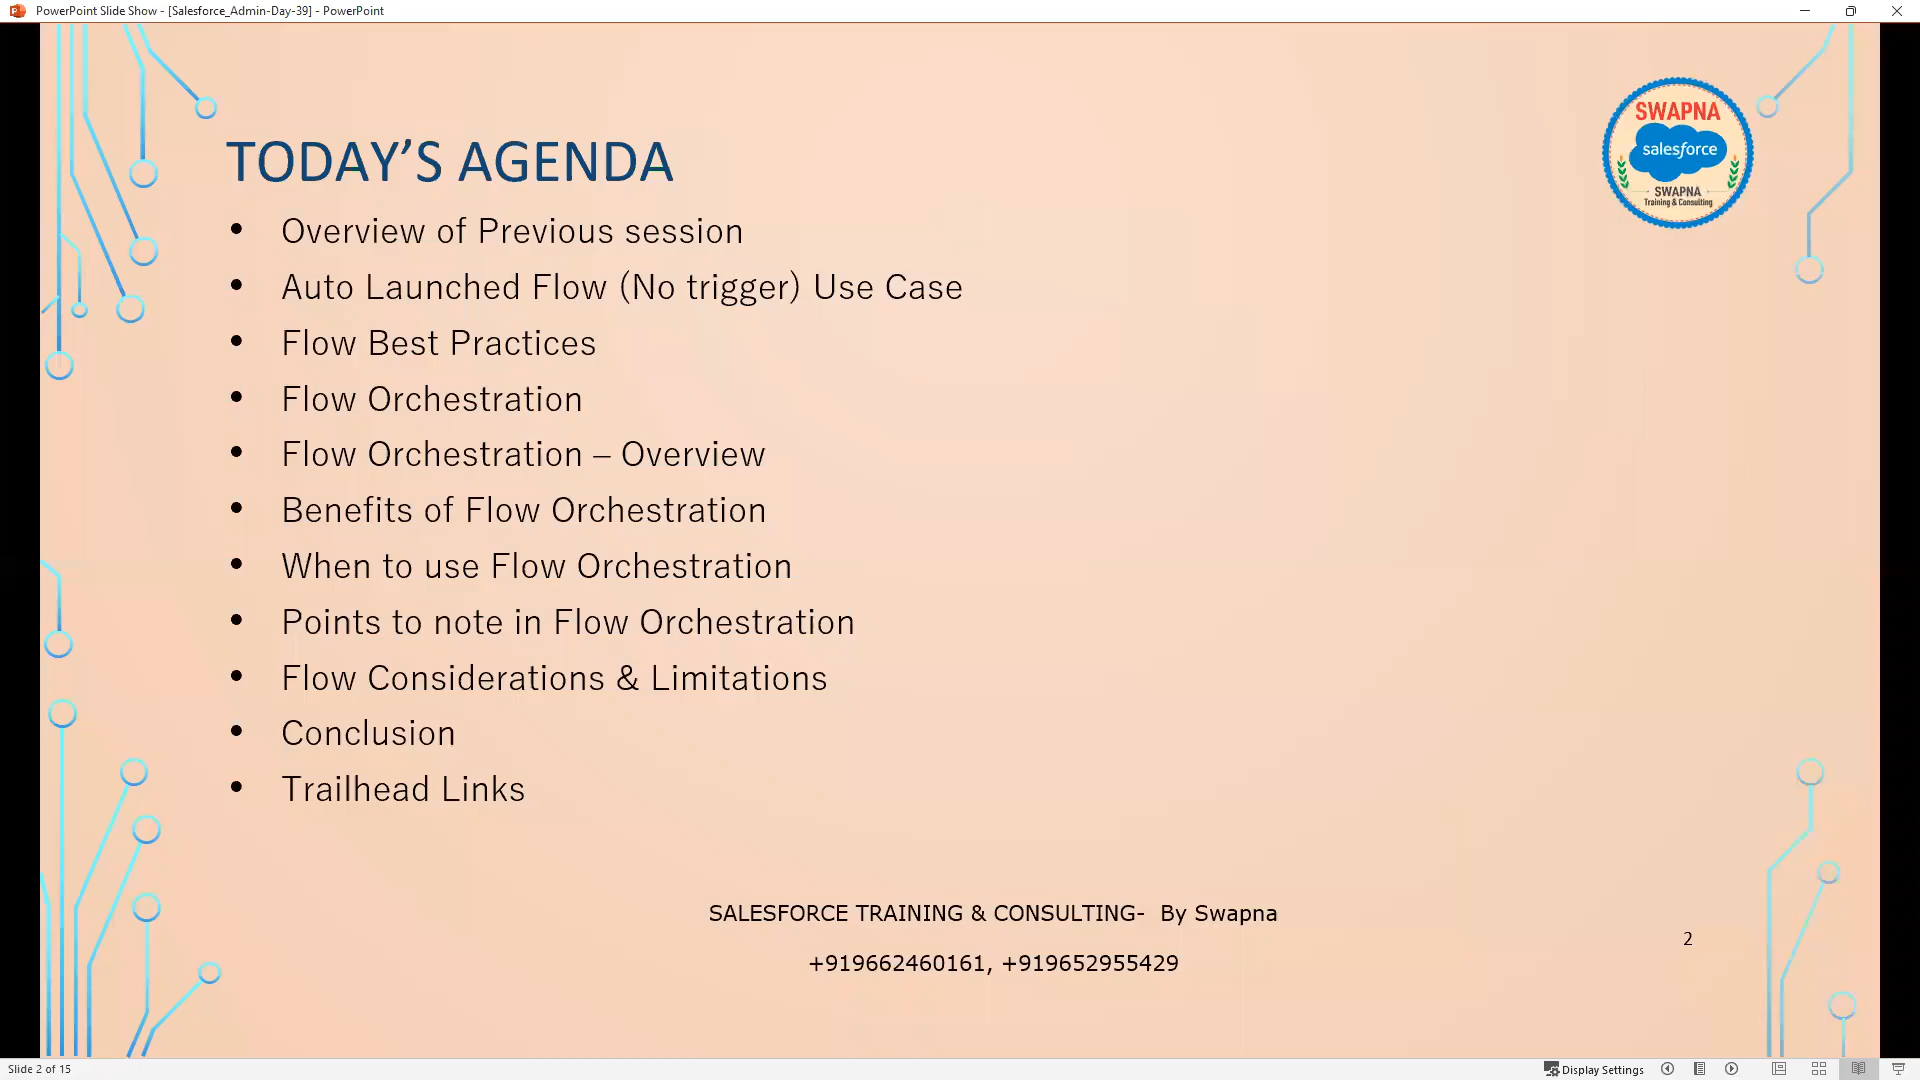 PowerPoint Slide Show - [Salesforce_Admin-Day-39] - PowerPoint
SWAPNA
salesforce
SWAPNA
Training & Consulting
TODAY’S AGENDA
• Overview of Previous session
• Auto Launched Flow (No trigger) Use Case
• Flow Best Practices
• Flow Orchestration
• Flow Orchestration – Overview
• Benefits of Flow Orchestration
• When to use Flow Orchestration
• Points to note in Flow Orchestration
• Flow Considerations & Limitations
• Conclusion
• Trailhead Links
SALESFORCE TRAINING & CONSULTING- By Swapna
+919662460161, +919652955429
2
Slide 2 of 15
Display Settings